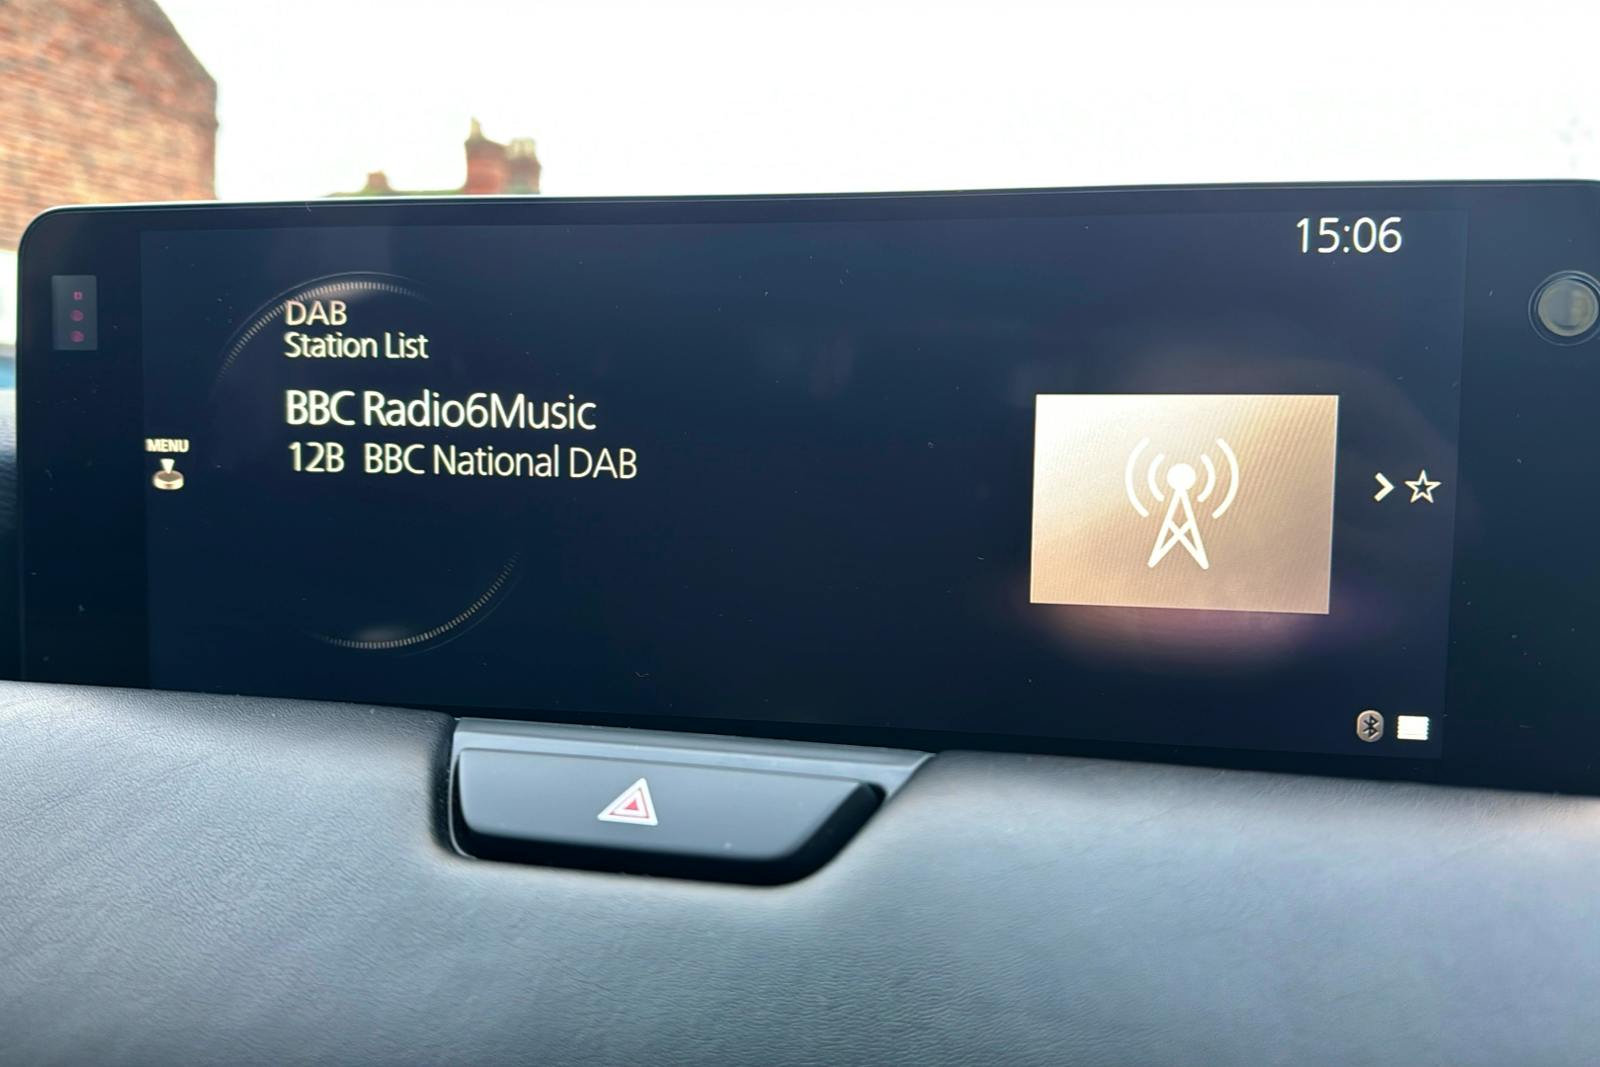 15:06
DAB
Station List
BBC Radio6Music
12B BBC National DAB
MENU